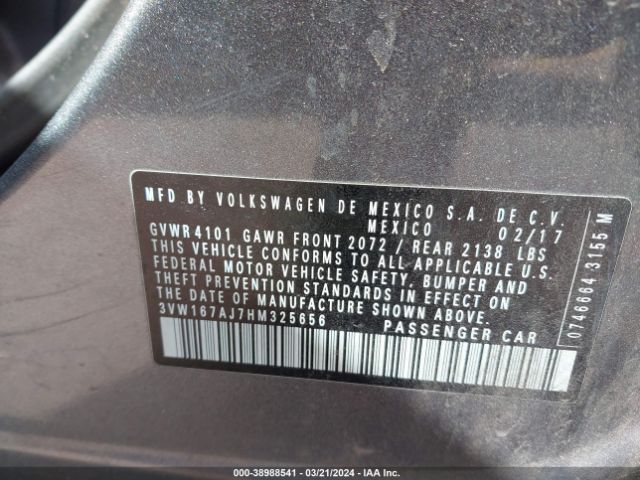 MFD. BY VOLKSWAGEN DE MEXICO S.A. DE C.V.
MEXICO 02/17
GVWR 4101 GAWR FRONT 2072 / REAR 2138 LBS
THIS VEHICLE CONFORMS TO ALL APPLICABLE U.S.
FEDERAL MOTOR VEHICLE SAFETY, BUMPER AND
THEFT PREVENTION STANDARDS IN EFFECT ON
THE DATE OF MANUFACTURE SHOWN ABOVE.
3VW167AJ7HM325656 PASSENGER CAR
0746664 3155 M
000-38988541 - 03/21/2024 - IAA Inc.